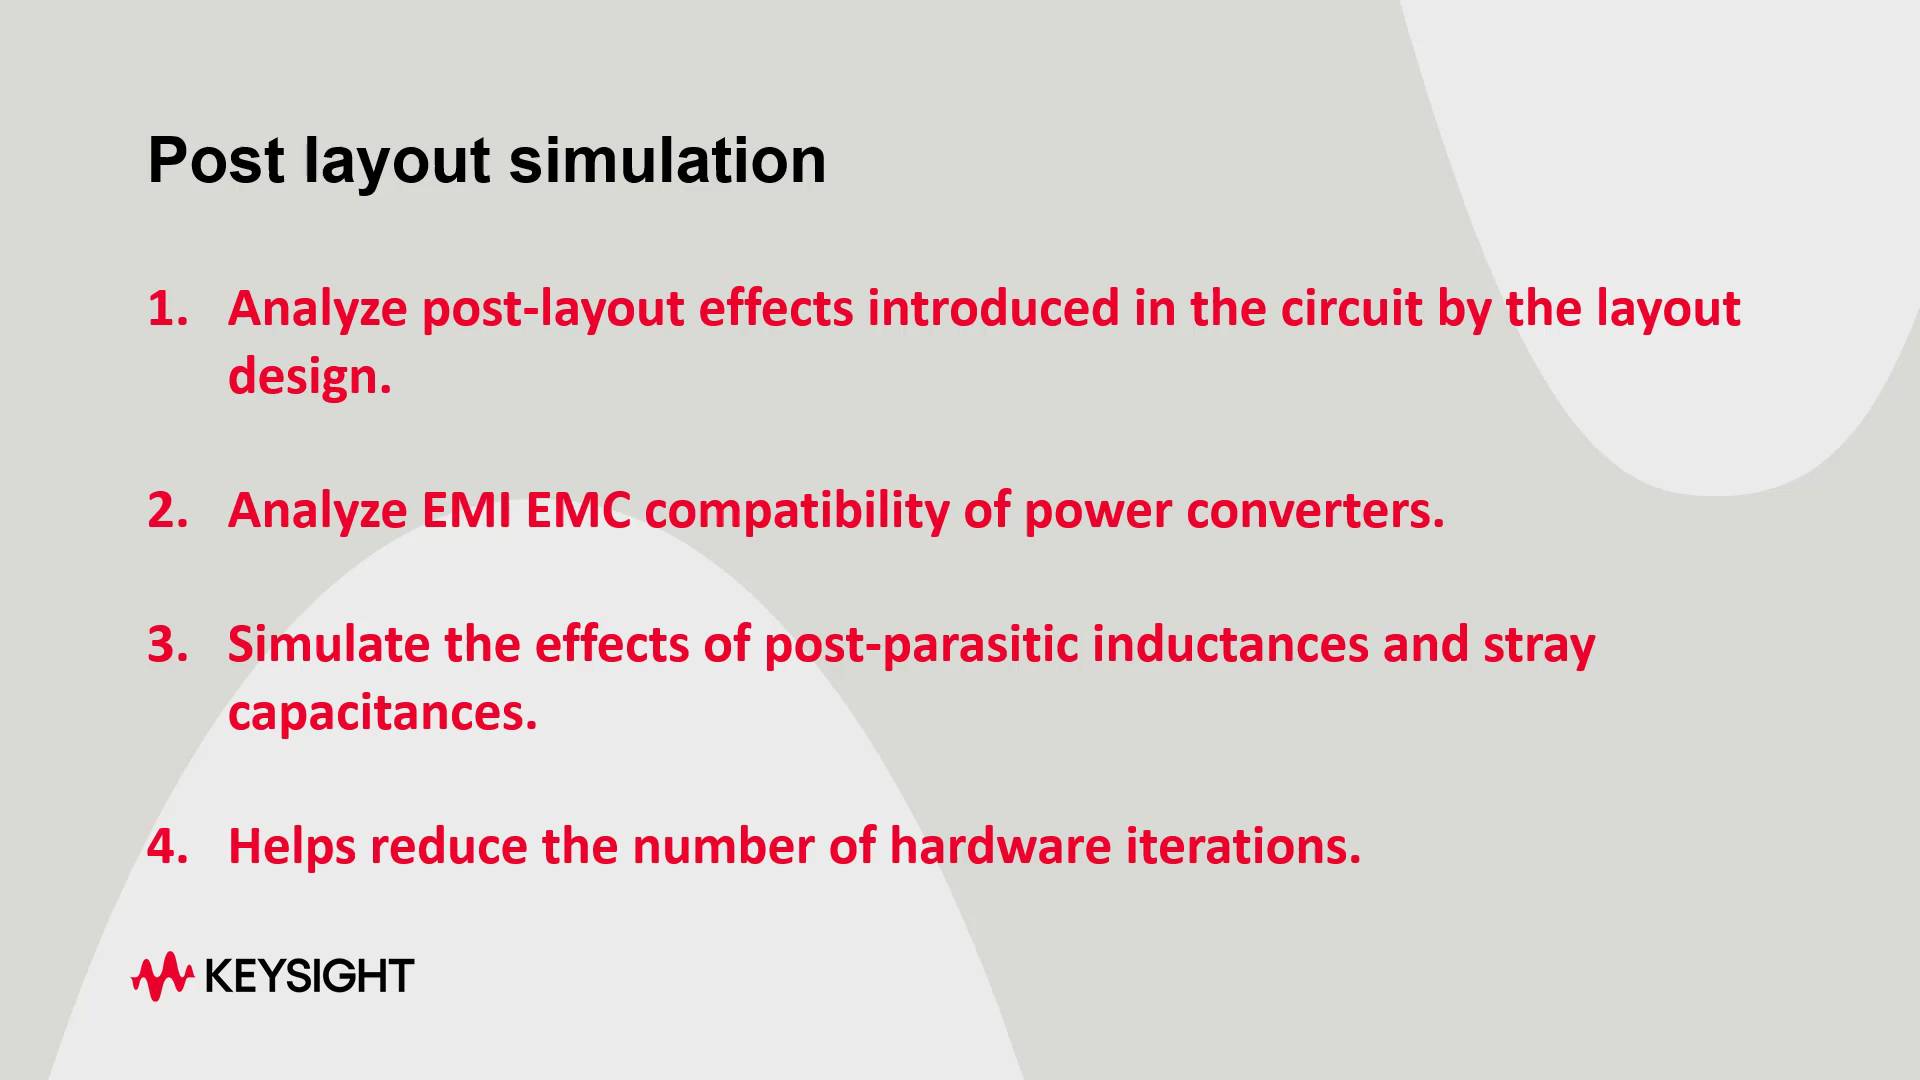 Post layout simulation
1. Analyze post-layout effects introduced in the circuit by the layout
design.
2. Analyze EMI EMC compatibility of power converters.
3. Simulate the effects of post-parasitic inductances and stray
capacitances.
4. Helps reduce the number of hardware iterations.
KEYSIGHT